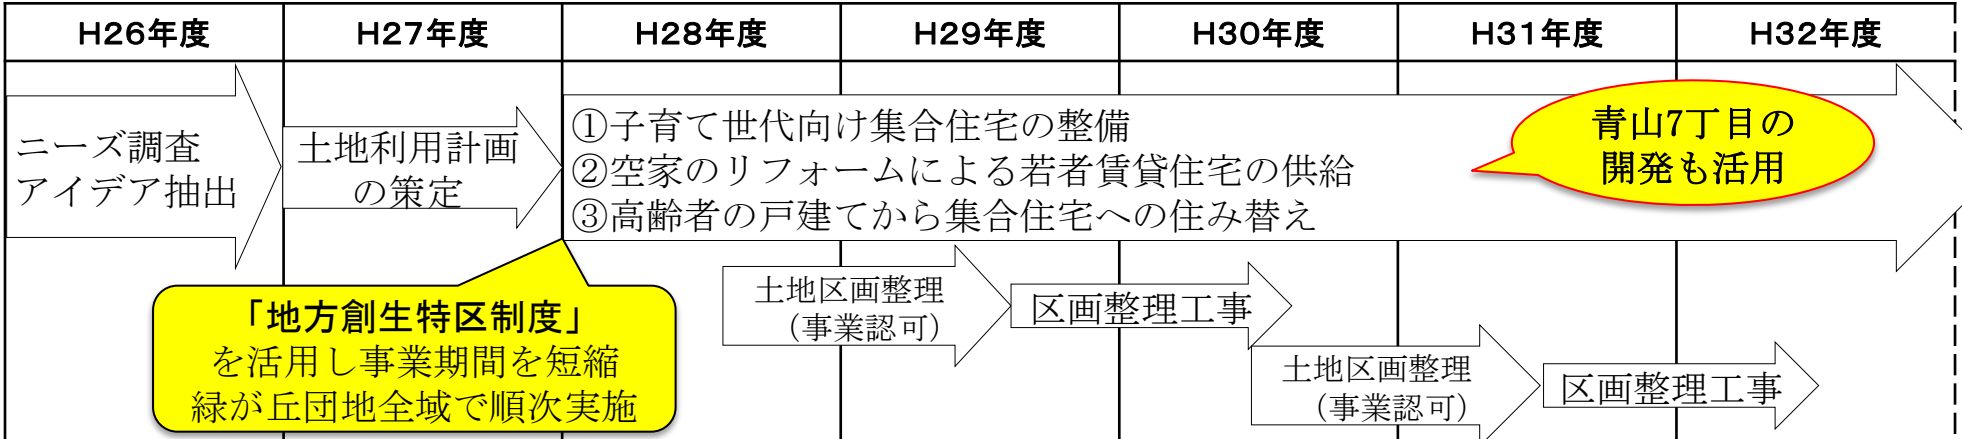 H26年度
H27年度
H28年度
H29年度
H30年度
H31年度
H32年度
ニーズ調査
アイデア抽出
土地利用計画
の策定
①子育て世代向け集合住宅の整備
②空家のリフォームによる若者賃貸住宅の供給
③高齢者の戸建てから集合住宅への住み替え
青山7丁目の
開発も活用
「地方創生特区制度」
を活用し事業期間を短縮
緑が丘団地全域で順次実施
土地区画整理
（事業認可）
区画整理工事
土地区画整理
（事業認可）
区画整理工事